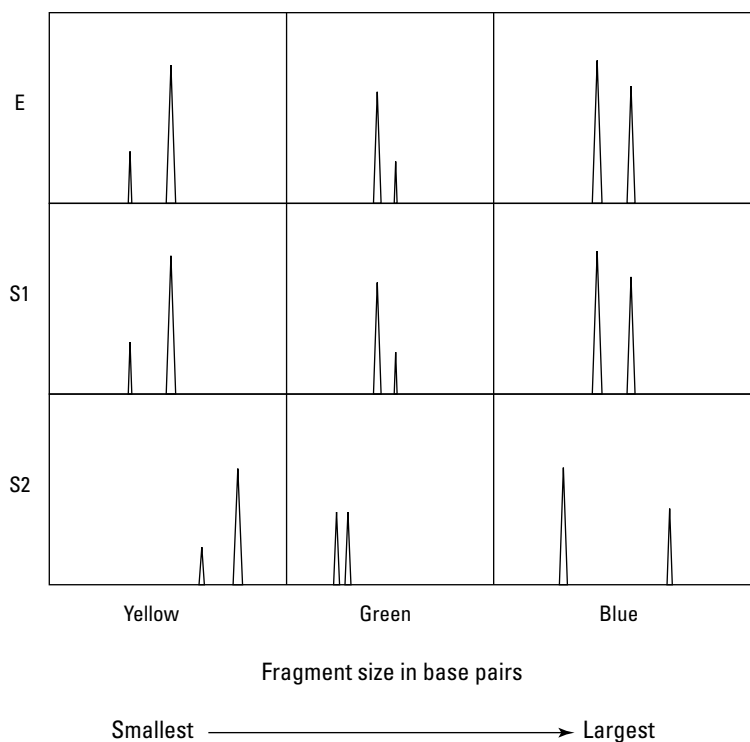 E
S1
S2
Yellow Green Blue
Fragment size in base pairs
Smallest Largest